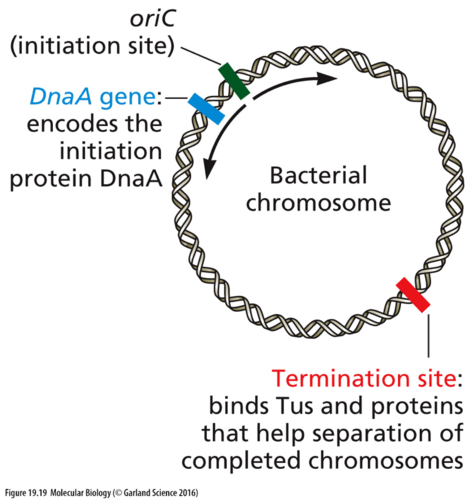 oriC
(initiation site)
DnaA gene:
encodes the
initiation
protein DnaA
Bacterial
chromosome
Termination site:
binds Tus and proteins
that help separation of
completed chromosomes
Figure 19.19 Molecular Biology (© Garland Science 2016)